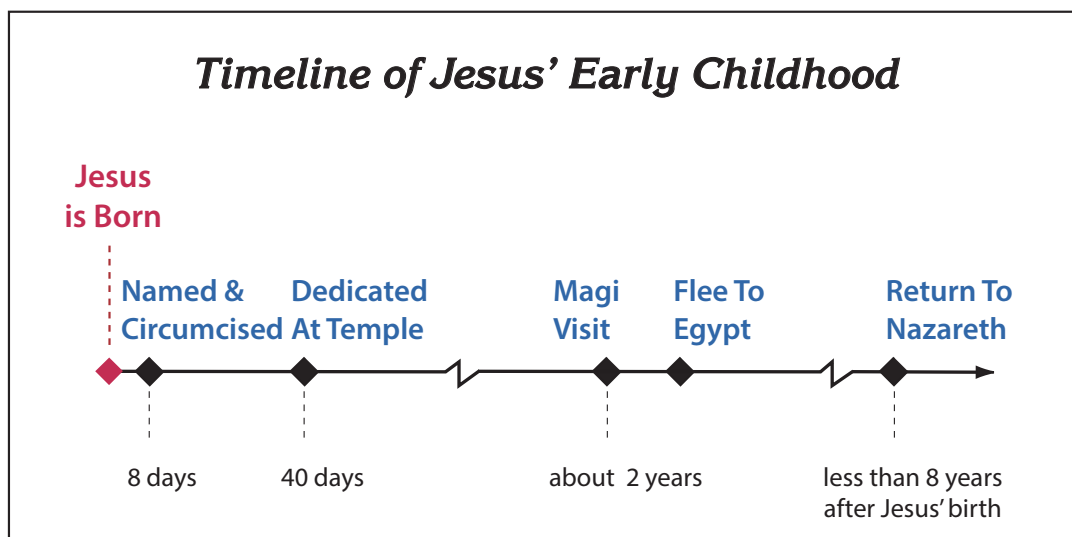 Timeline of Jesus’ Early Childhood
Jesus
is Born
Named &
Circumcised
Dedicated
At Temple
Magi
Visit
Flee To
Egypt
Return To
Nazareth
8 days
40 days
about 2 years
less than 8 years
after Jesus’ birth